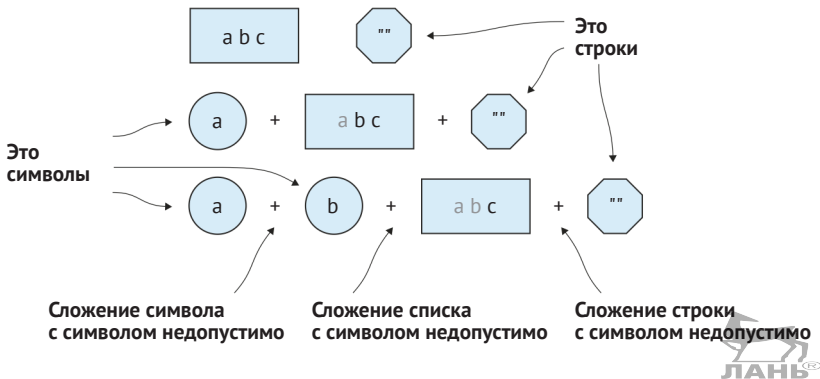 a b c
""
Это
строки
a + a b c + ""
Это
символы
a + b + a b c + ""
Сложение символа
с символом недопустимо
Сложение списка
с символом недопустимо
Сложение строки
с символом недопустимо
ЛАНЬ®